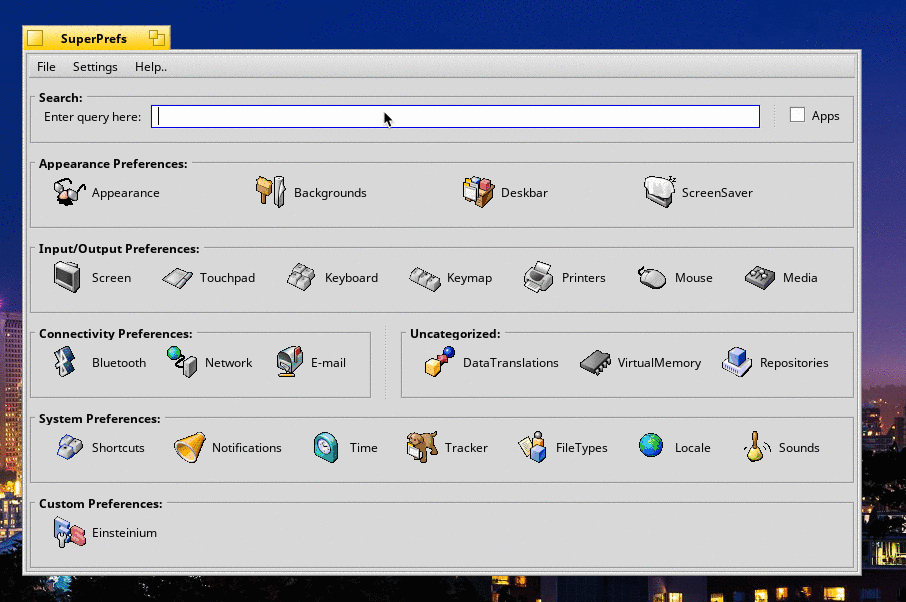 SuperPrefs
File Settings Help..
Search:
Enter query here: Apps
Appearance Preferences:
Appearance Backgrounds Deskbar ScreenSaver
Input/Output Preferences:
Screen Touchpad Keyboard Keymap Printers Mouse Media
Connectivity Preferences: Uncategorized:
Bluetooth Network E-mail DataTranslations VirtualMemory Repositories
System Preferences:
Shortcuts Notifications Time Tracker FileTypes Locale Sounds
Custom Preferences:
Einsteinium